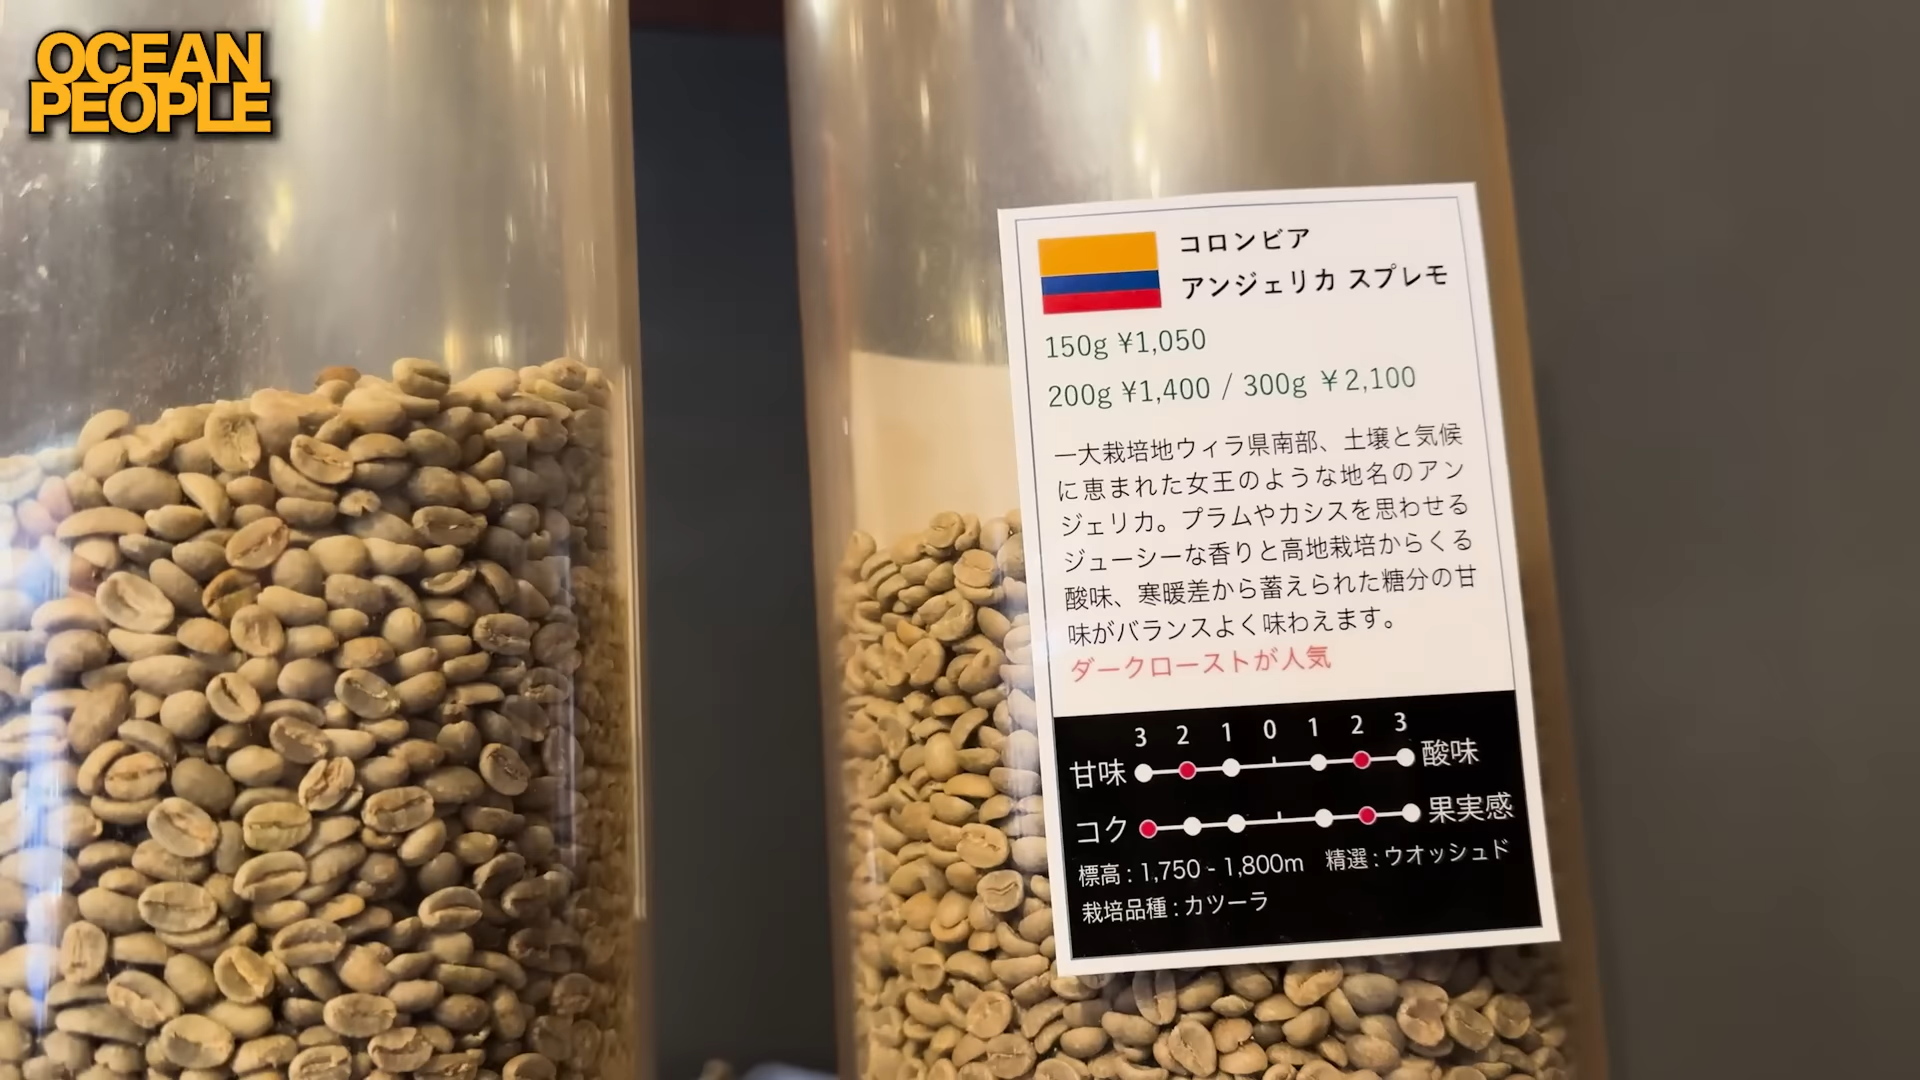 OCEAN
PEOPLE
コロンビア
アンジェリカ スプレモ
150g ¥1,050
200g ¥1,400 / 300g ¥2,100
一大栽培地ウィラ県南部、土壌と気候
に恵まれた女王のような地名のアン
ジェリカ。プラムやカシスを思わせる
ジューシーな香りと高地栽培からくる
酸味、寒暖差から蓄えられた糖分の甘
味がバランスよく味わえます。
ダークローストが人気
3 2 1 0 1 2 3
甘味 酸味
コク 果実感
標高 : 1,750 - 1,800m 精選 : ウオッシュド
栽培品種 : カツーラ